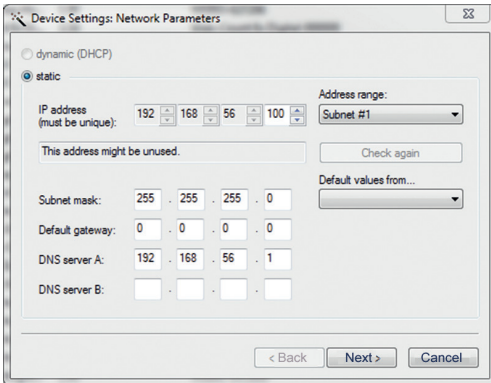 Device Settings: Network Parameters
dynamic (DHCP)
static
IP address
(must be unique):
192 168 56 100
Address range:
Subnet #1
This address might be unused.
Check again
Default values from...
Subnet mask: 255 . 255 . 255 . 0
Default gateway: 0 . 0 . 0 . 0
DNS server A: 192 . 168 . 56 . 1
DNS server B: . . .
< Back
Next >
Cancel